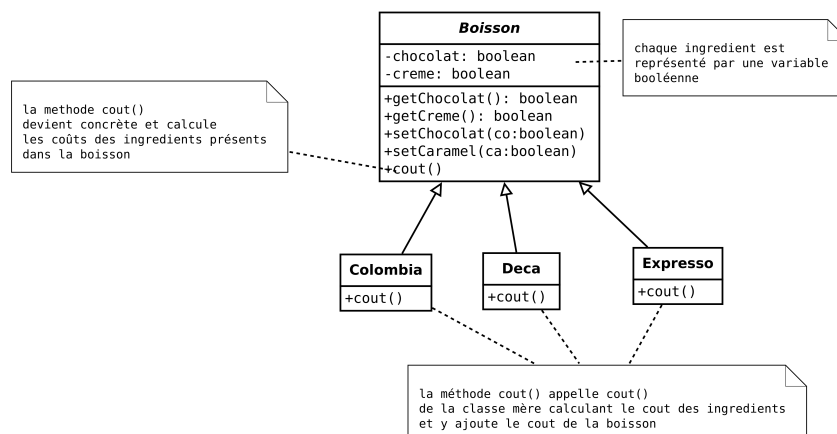 Boisson
-chocolat: boolean
-creme: boolean
+getChocolat(): boolean
+getCreme(): boolean
+setChocolat(co:boolean)
+setCaramel(ca:boolean)
+cout()
chaque ingredient est
représenté par une variable
booléenne
la methode cout()
devient concrète et calcule
les coûts des ingredients présents
dans la boisson
Colombia
+cout()
Deca
+cout()
Expresso
+cout()
la méthode cout() appelle cout()
de la classe mère calculant le cout des ingredients
et y ajoute le cout de la boisson